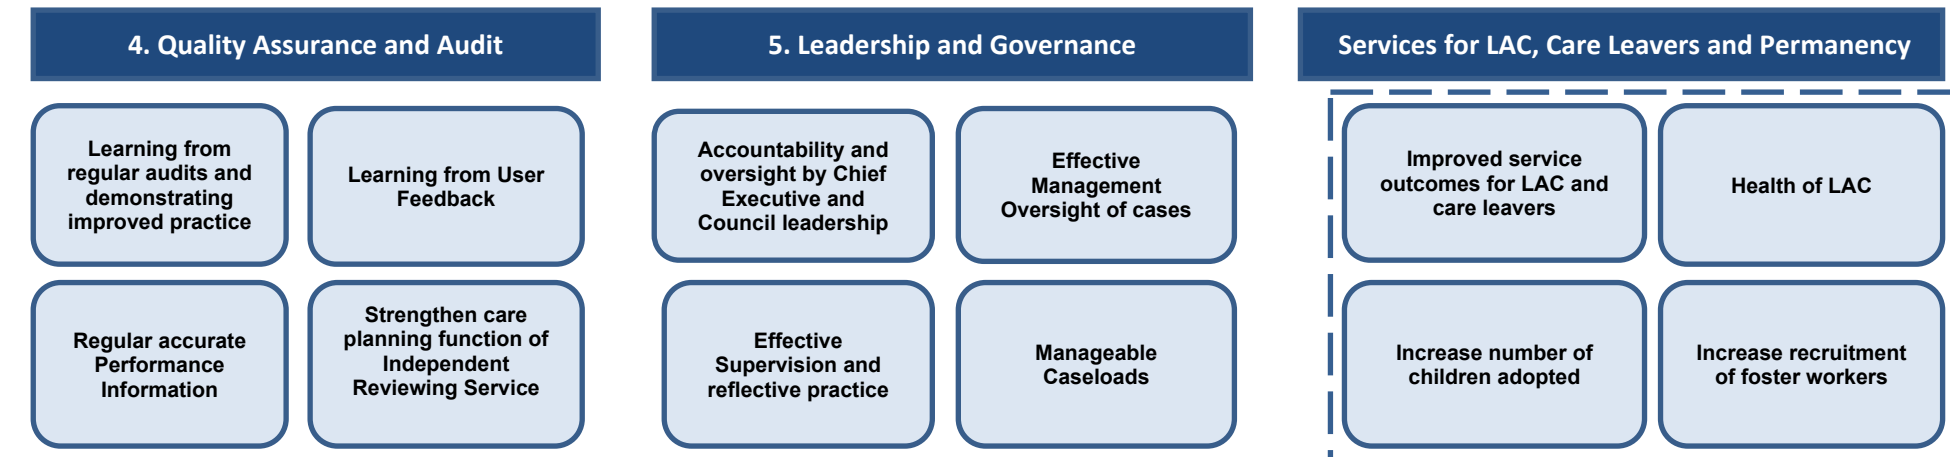 4. Quality Assurance and Audit
Learning from
regular audits and
demonstrating
improved practice
Learning from User
Feedback
Regular accurate
Performance
Information
Strengthen care
planning function of
Independent
Reviewing Service
5. Leadership and Governance
Accountability and
oversight by Chief
Executive and
Council leadership
Effective
Management
Oversight of cases
Effective
Supervision and
reflective practice
Manageable
Caseloads
Services for LAC, Care Leavers and Permanency
Improved service
outcomes for LAC and
care leavers
Health of LAC
Increase number of
children adopted
Increase recruitment
of foster workers